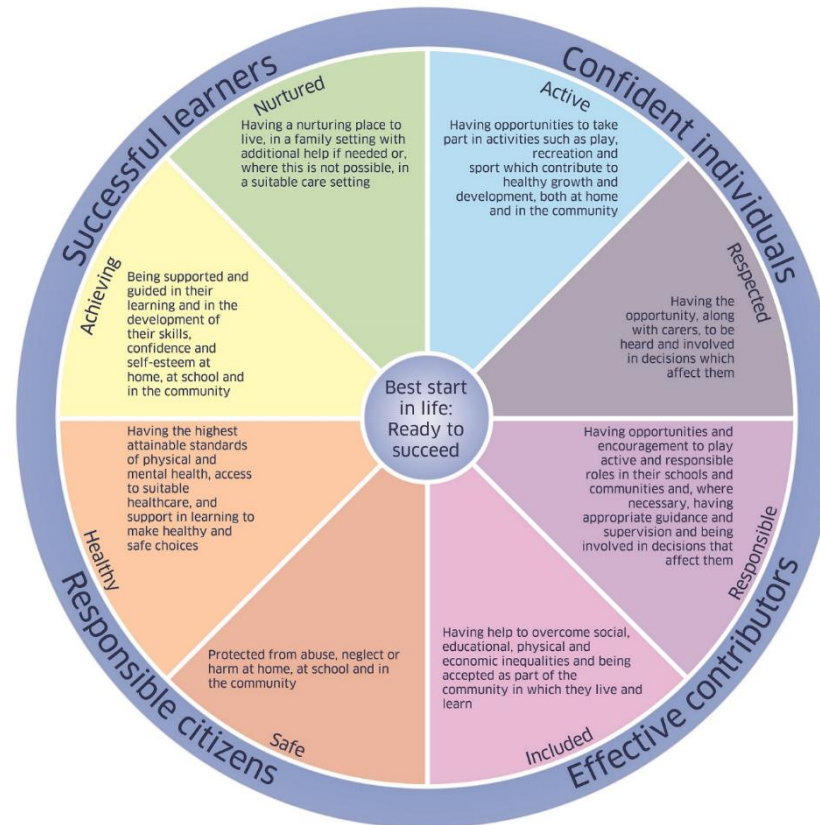 Successful learners
Confident individuals
Nurtured
Having a nurturing place to
live, in a family setting with
additional help if needed or,
where this is not possible, in
a suitable care setting
Active
Having opportunities to take
part in activities such as play,
recreation and
sport which contribute to
healthy growth and
development, both at home
and in the community
Achieving
Being supported and
guided in their
learning and in the
development of
their skills,
confidence and
self-esteem at
home, at school and
in the community
Respected
Having the
opportunity, along
with carers, to be
heard and involved
in decisions which
affect them
Best start
in life:
Ready to
succeed
Healthy
Having the highest
attainable standards
of physical and
mental health, access
to suitable
healthcare, and
support in learning to
make healthy and
safe choices
Responsible
Having opportunities and
encouragement to play
active and responsible
roles in their schools and
communities and, where
necessary, having
appropriate guidance and
supervision and being
involved in decisions that
affect them
Protected from abuse, neglect or
harm at home, at school and in
the community
Safe
Having help to overcome social,
educational, physical and
economic inequalities and being
accepted as part of the
community in which they live and
learn
Included
Responsible citizens
Effective contributors